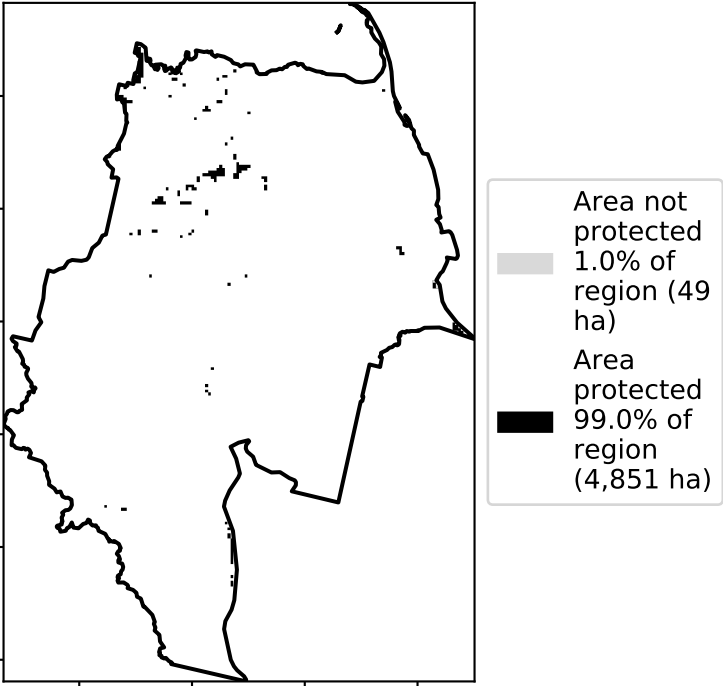 Area not
protected
1.0% of
region (49
ha)
Area
protected
99.0% of
region
(4,851 ha)